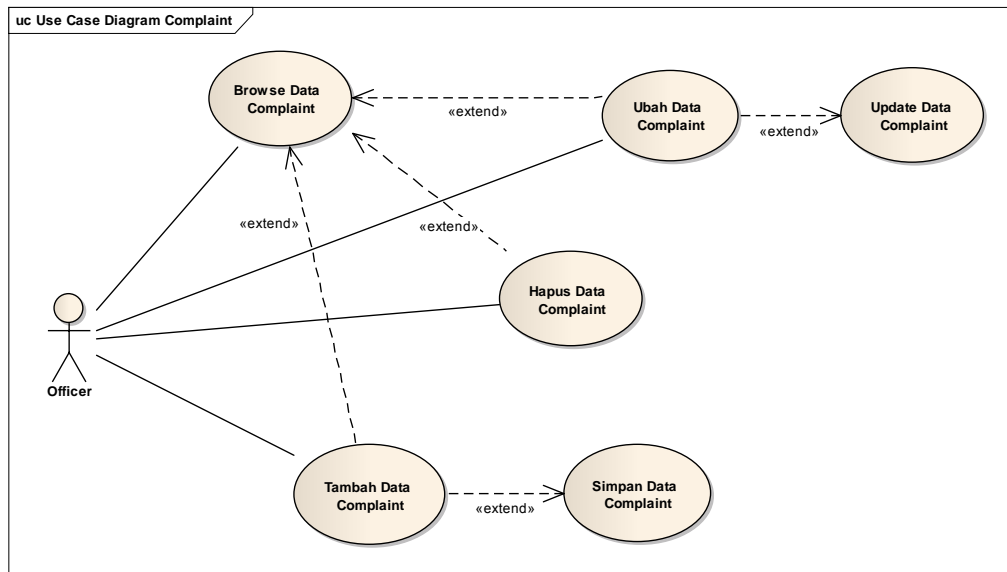 uc Use Case Diagram Complaint
Browse Data
Complaint
«extend»
Ubah Data
Complaint
«extend»
Update Data
Complaint
«extend»
«extend»
Hapus Data
Complaint
Officer
Tambah Data
Complaint
«extend»
Simpan Data
Complaint